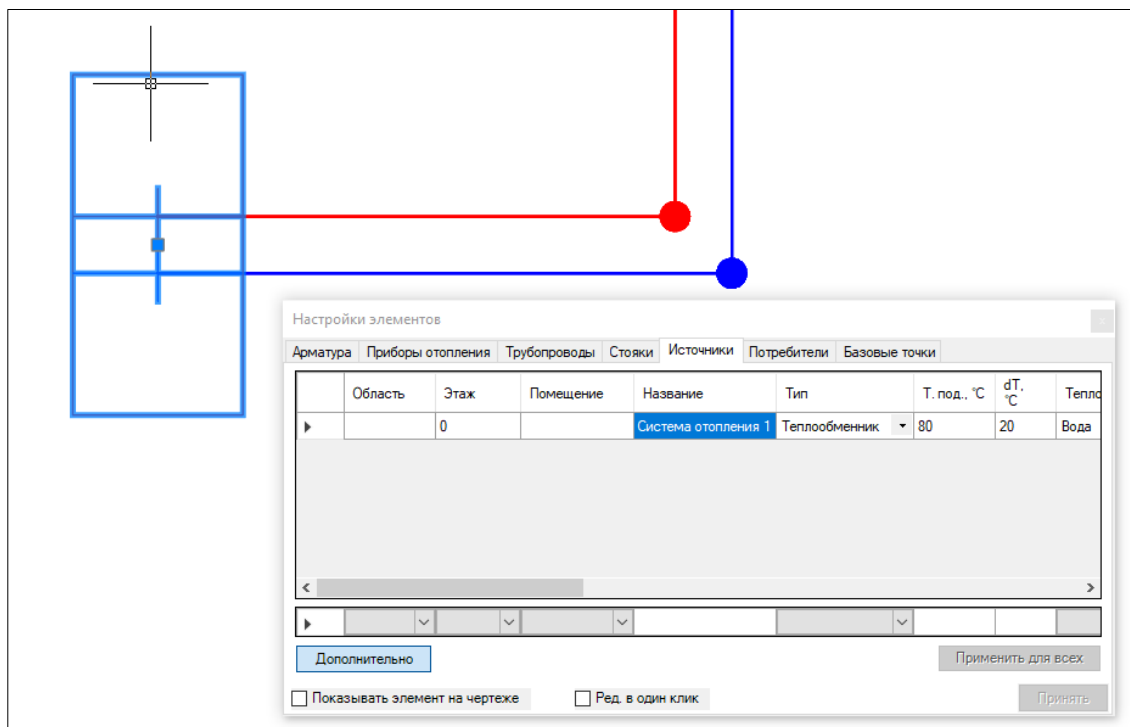 Настройки элементов
Арматура Приборы отопления Трубопроводы Стояки Источники Потребители Базовые точки
Область Этаж Помещение Название Тип Т. под., °С dT, °С Тепло
0 Система отопления 1 Теплообменник 80 20 Вода
Дополнительно Применить для всех
Показывать элемент на чертеже Ред. в один клик Принять